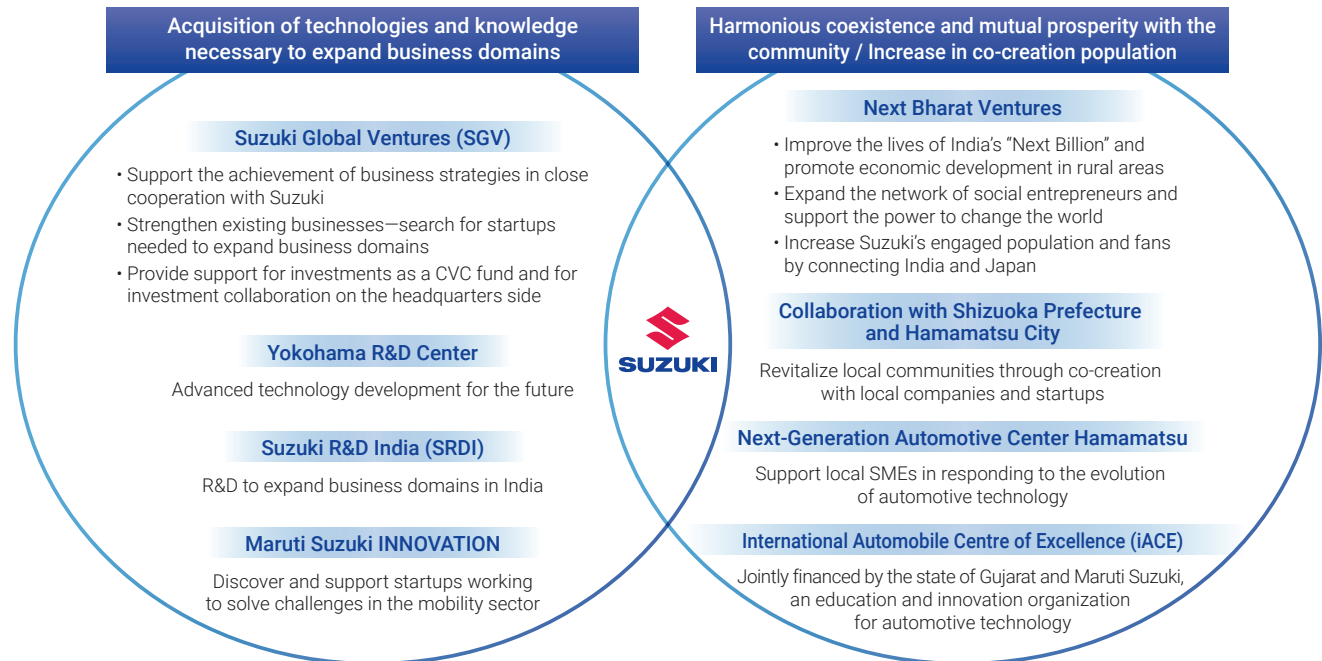 Acquisition of technologies and knowledge
necessary to expand business domains
Suzuki Global Ventures (SGV)
• Support the achievement of business strategies in close
cooperation with Suzuki
• Strengthen existing businesses—search for startups
needed to expand business domains
• Provide support for investments as a CVC fund and for
investment collaboration on the headquarters side
Yokohama R&D Center
Advanced technology development for the future
Suzuki R&D India (SRDI)
R&D to expand business domains in India
Maruti Suzuki INNOVATION
Discover and support startups working
to solve challenges in the mobility sector
SUZUKI
Harmonious coexistence and mutual prosperity with the
community / Increase in co-creation population
Next Bharat Ventures
• Improve the lives of India's “Next Billion” and
promote economic development in rural areas
• Expand the network of social entrepreneurs and
support the power to change the world
• Increase Suzuki's engaged population and fans
by connecting India and Japan
Collaboration with Shizuoka Prefecture
and Hamamatsu City
Revitalize local communities through co-creation
with local companies and startups
Next-Generation Automotive Center Hamamatsu
Support local SMEs in responding to the evolution
of automotive technology
International Automobile Centre of Excellence (iACE)
Jointly financed by the state of Gujarat and Maruti Suzuki,
an education and innovation organization
for automotive technology